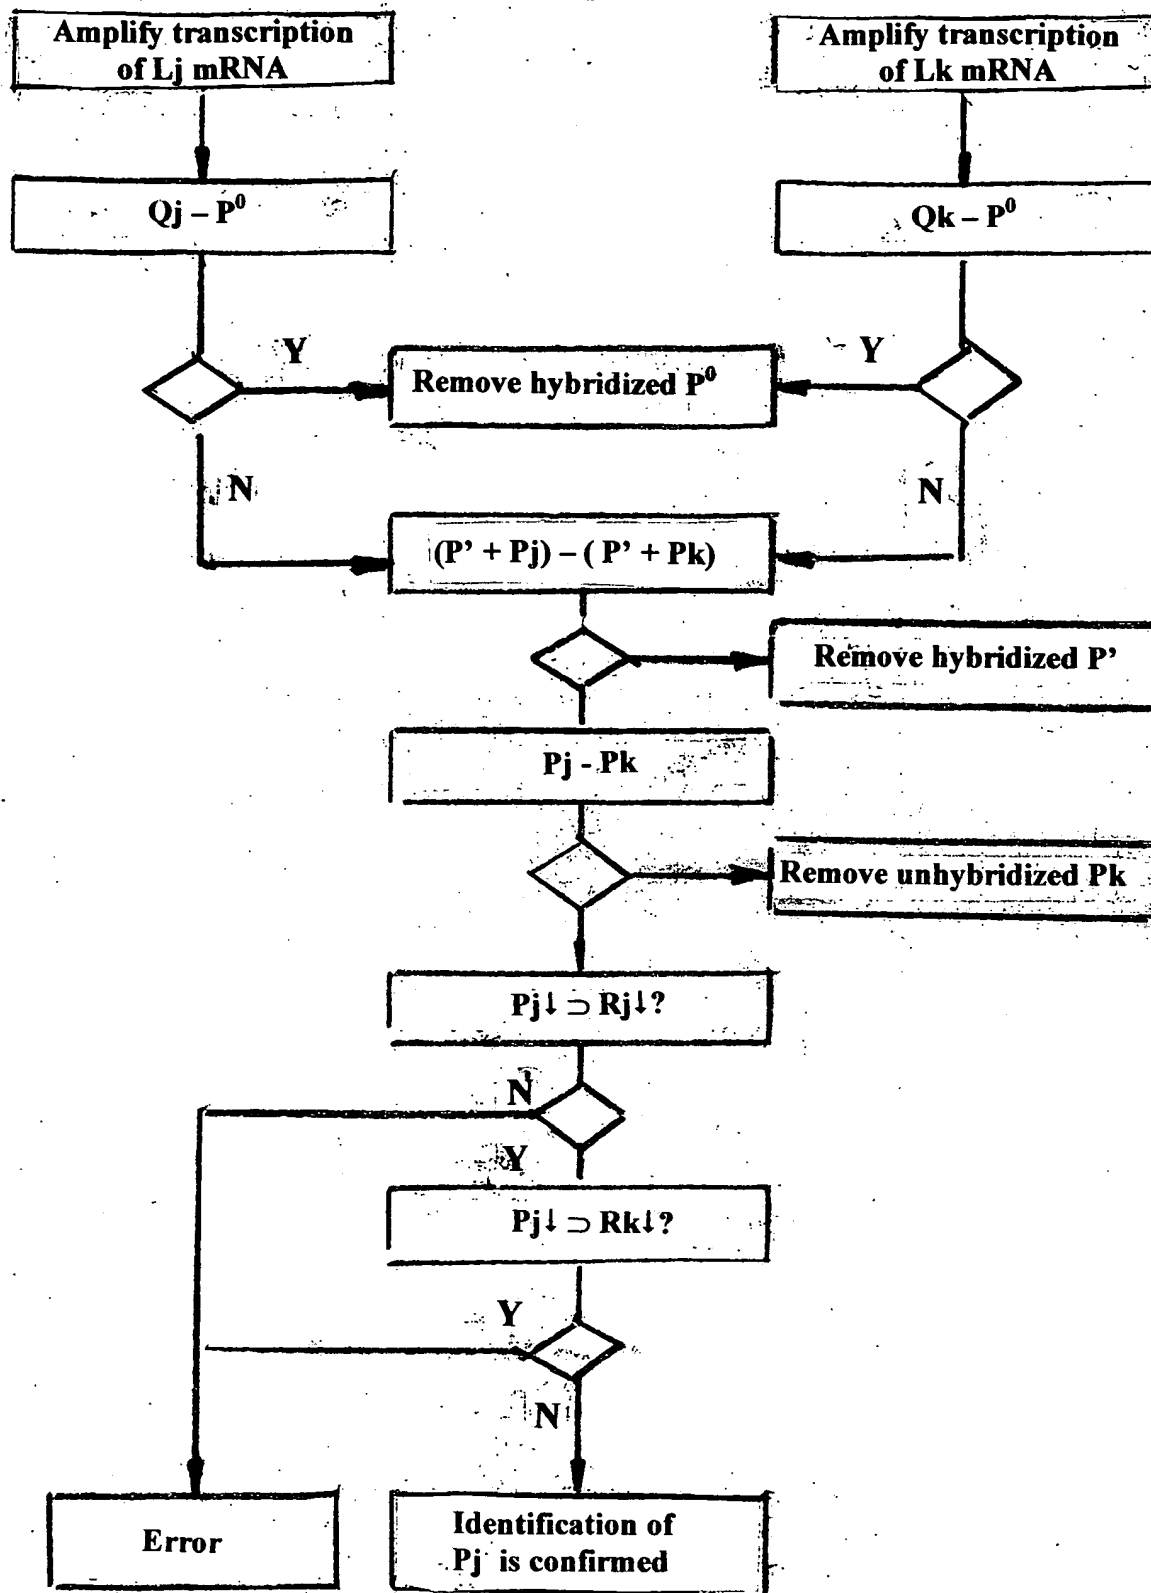 Amplify transcription
of Lj mRNA
Amplify transcription
of Lk mRNA
Qj – P⁰
Qk – P⁰
Y
Y
Remove hybridized P⁰
N
N
(P’ + Pj) – ( P’ + Pk)
Remove hybridized P’
Pj - Pk
Remove unhybridized Pk
Pj↓ ⊃ Rj↓?
N
Y
Pj↓ ⊃ Rk↓?
Y
N
Error
Identification of
Pj is confirmed